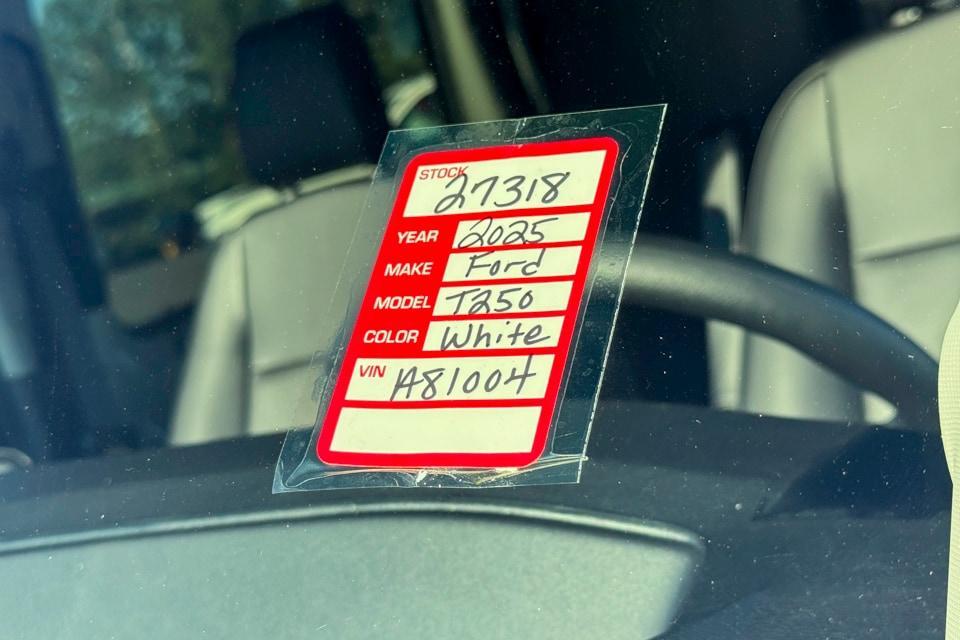 STOCK
27318
YEAR 2025
MAKE Ford
MODEL T250
COLOR White
VIN A81004